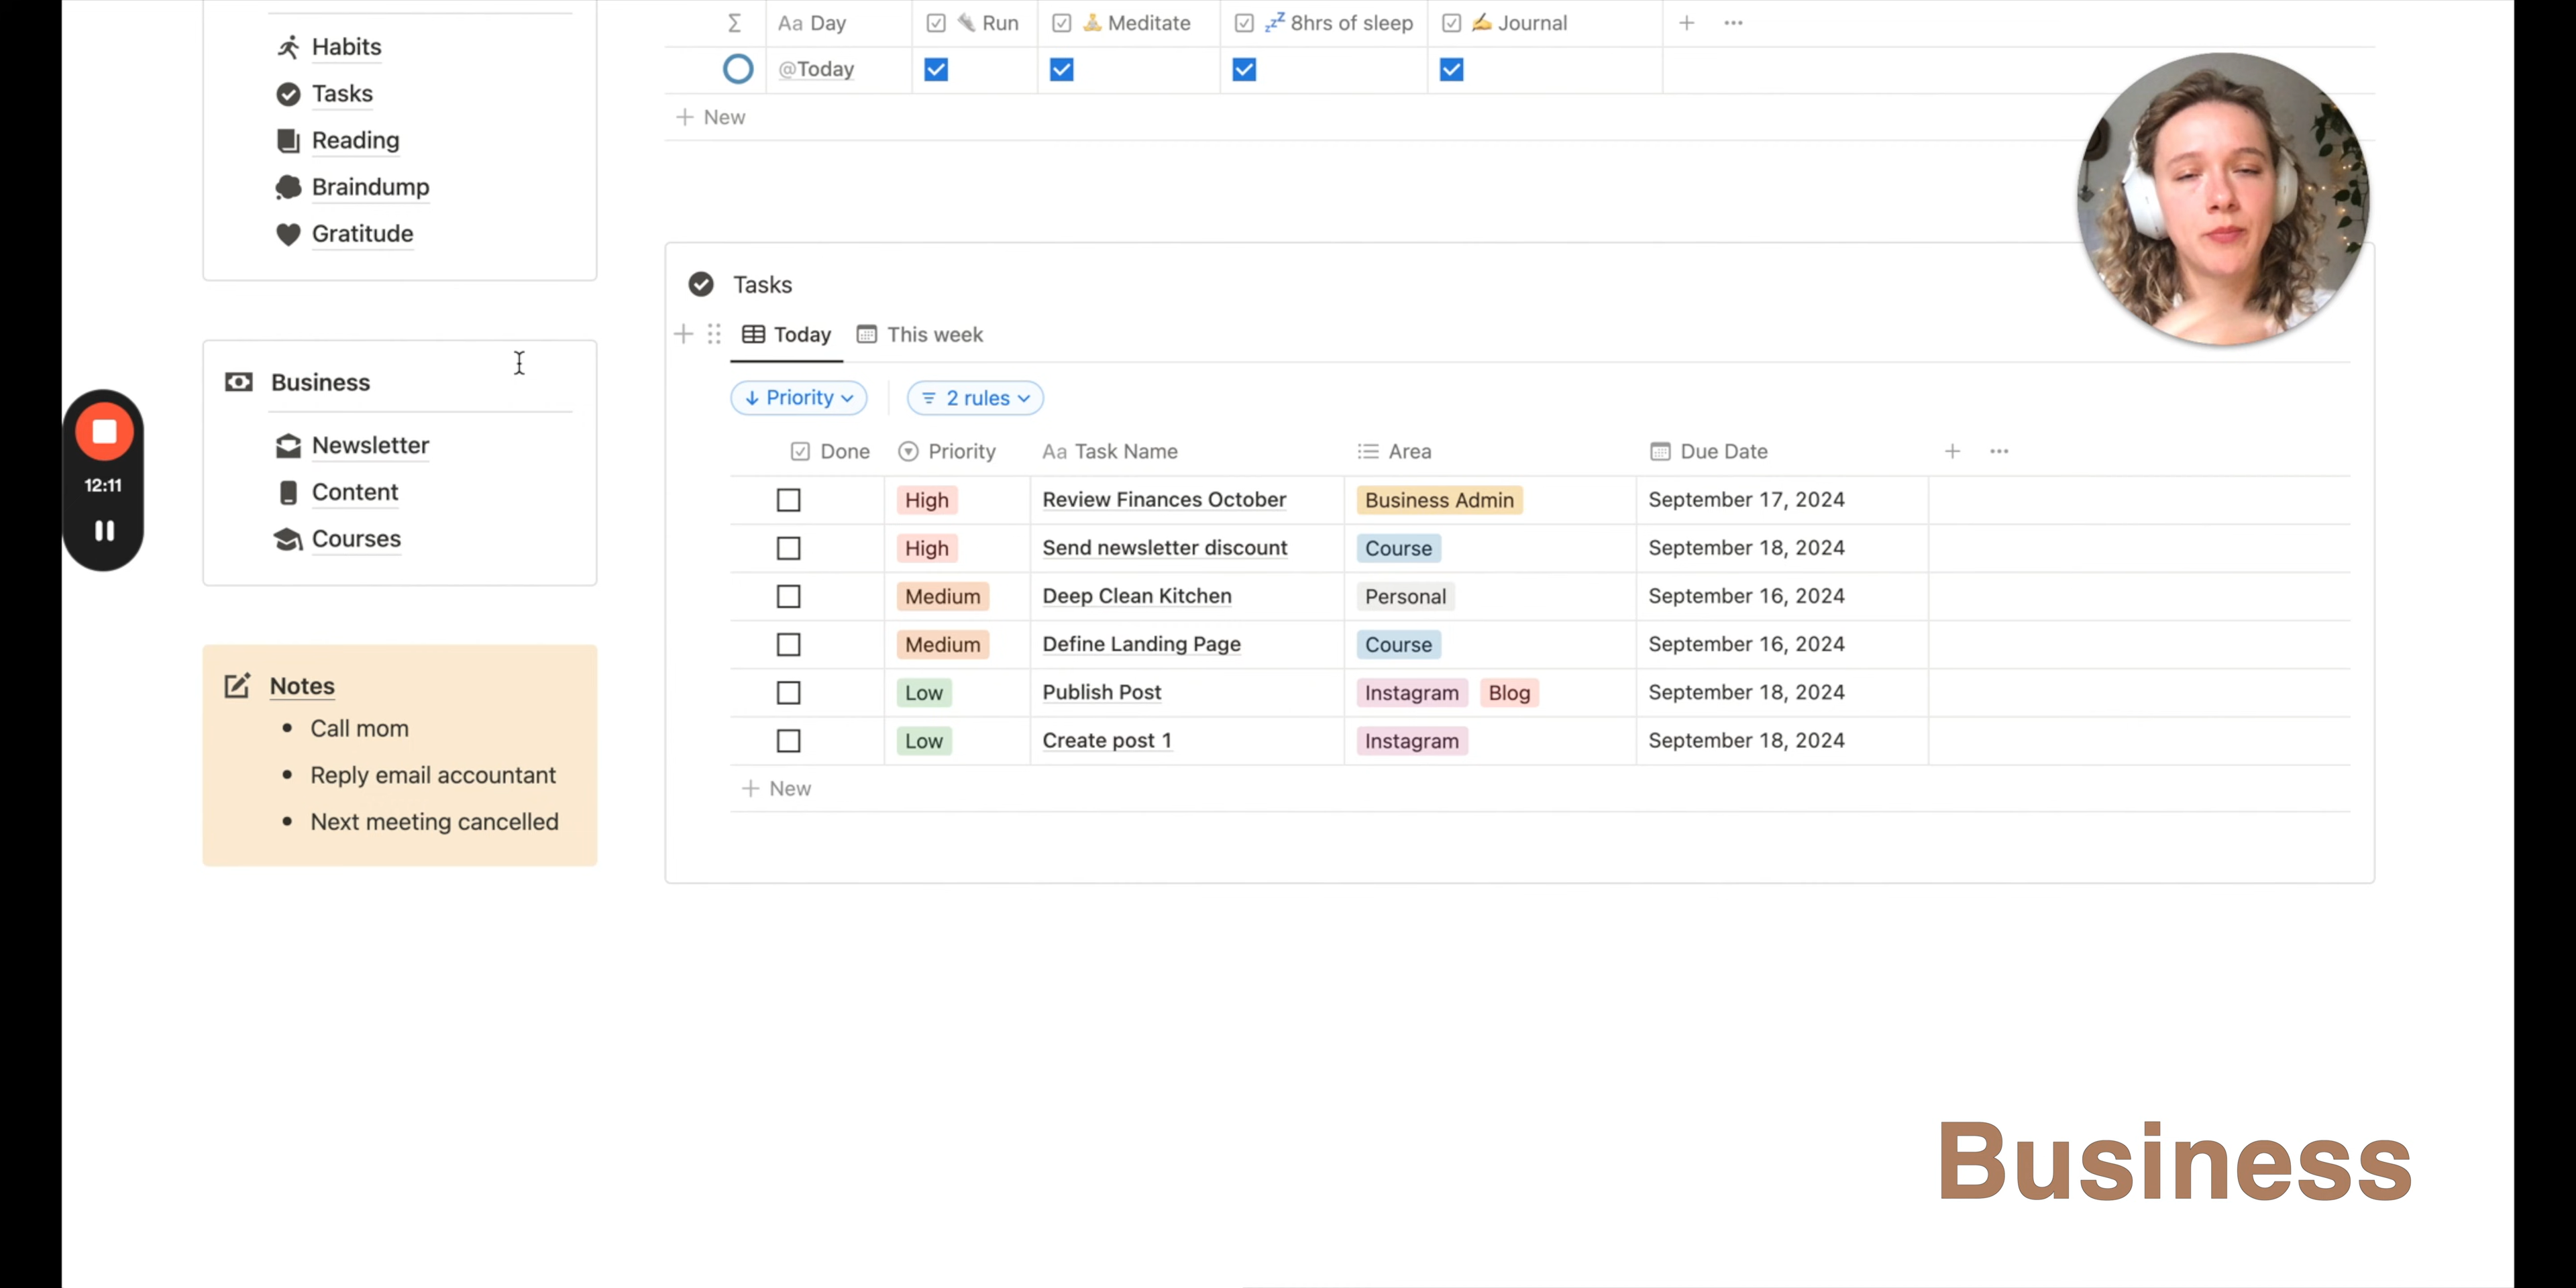 Habits
Tasks
Reading
Braindump
Gratitude
Business
Newsletter
Content
Courses
12:11
Notes
• Call mom
• Reply email accountant
• Next meeting cancelled
Σ Aa Day Run Meditate 8hrs of sleep Journal + •••
@Today
+ New
Tasks
Today This week
Priority 2 rules
Done Priority Aa Task Name Area Due Date + •••
High Review Finances October Business Admin September 17, 2024
High Send newsletter discount Course September 18, 2024
Medium Deep Clean Kitchen Personal September 16, 2024
Medium Define Landing Page Course September 16, 2024
Low Publish Post Instagram Blog September 18, 2024
Low Create post 1 Instagram September 18, 2024
+ New
Business